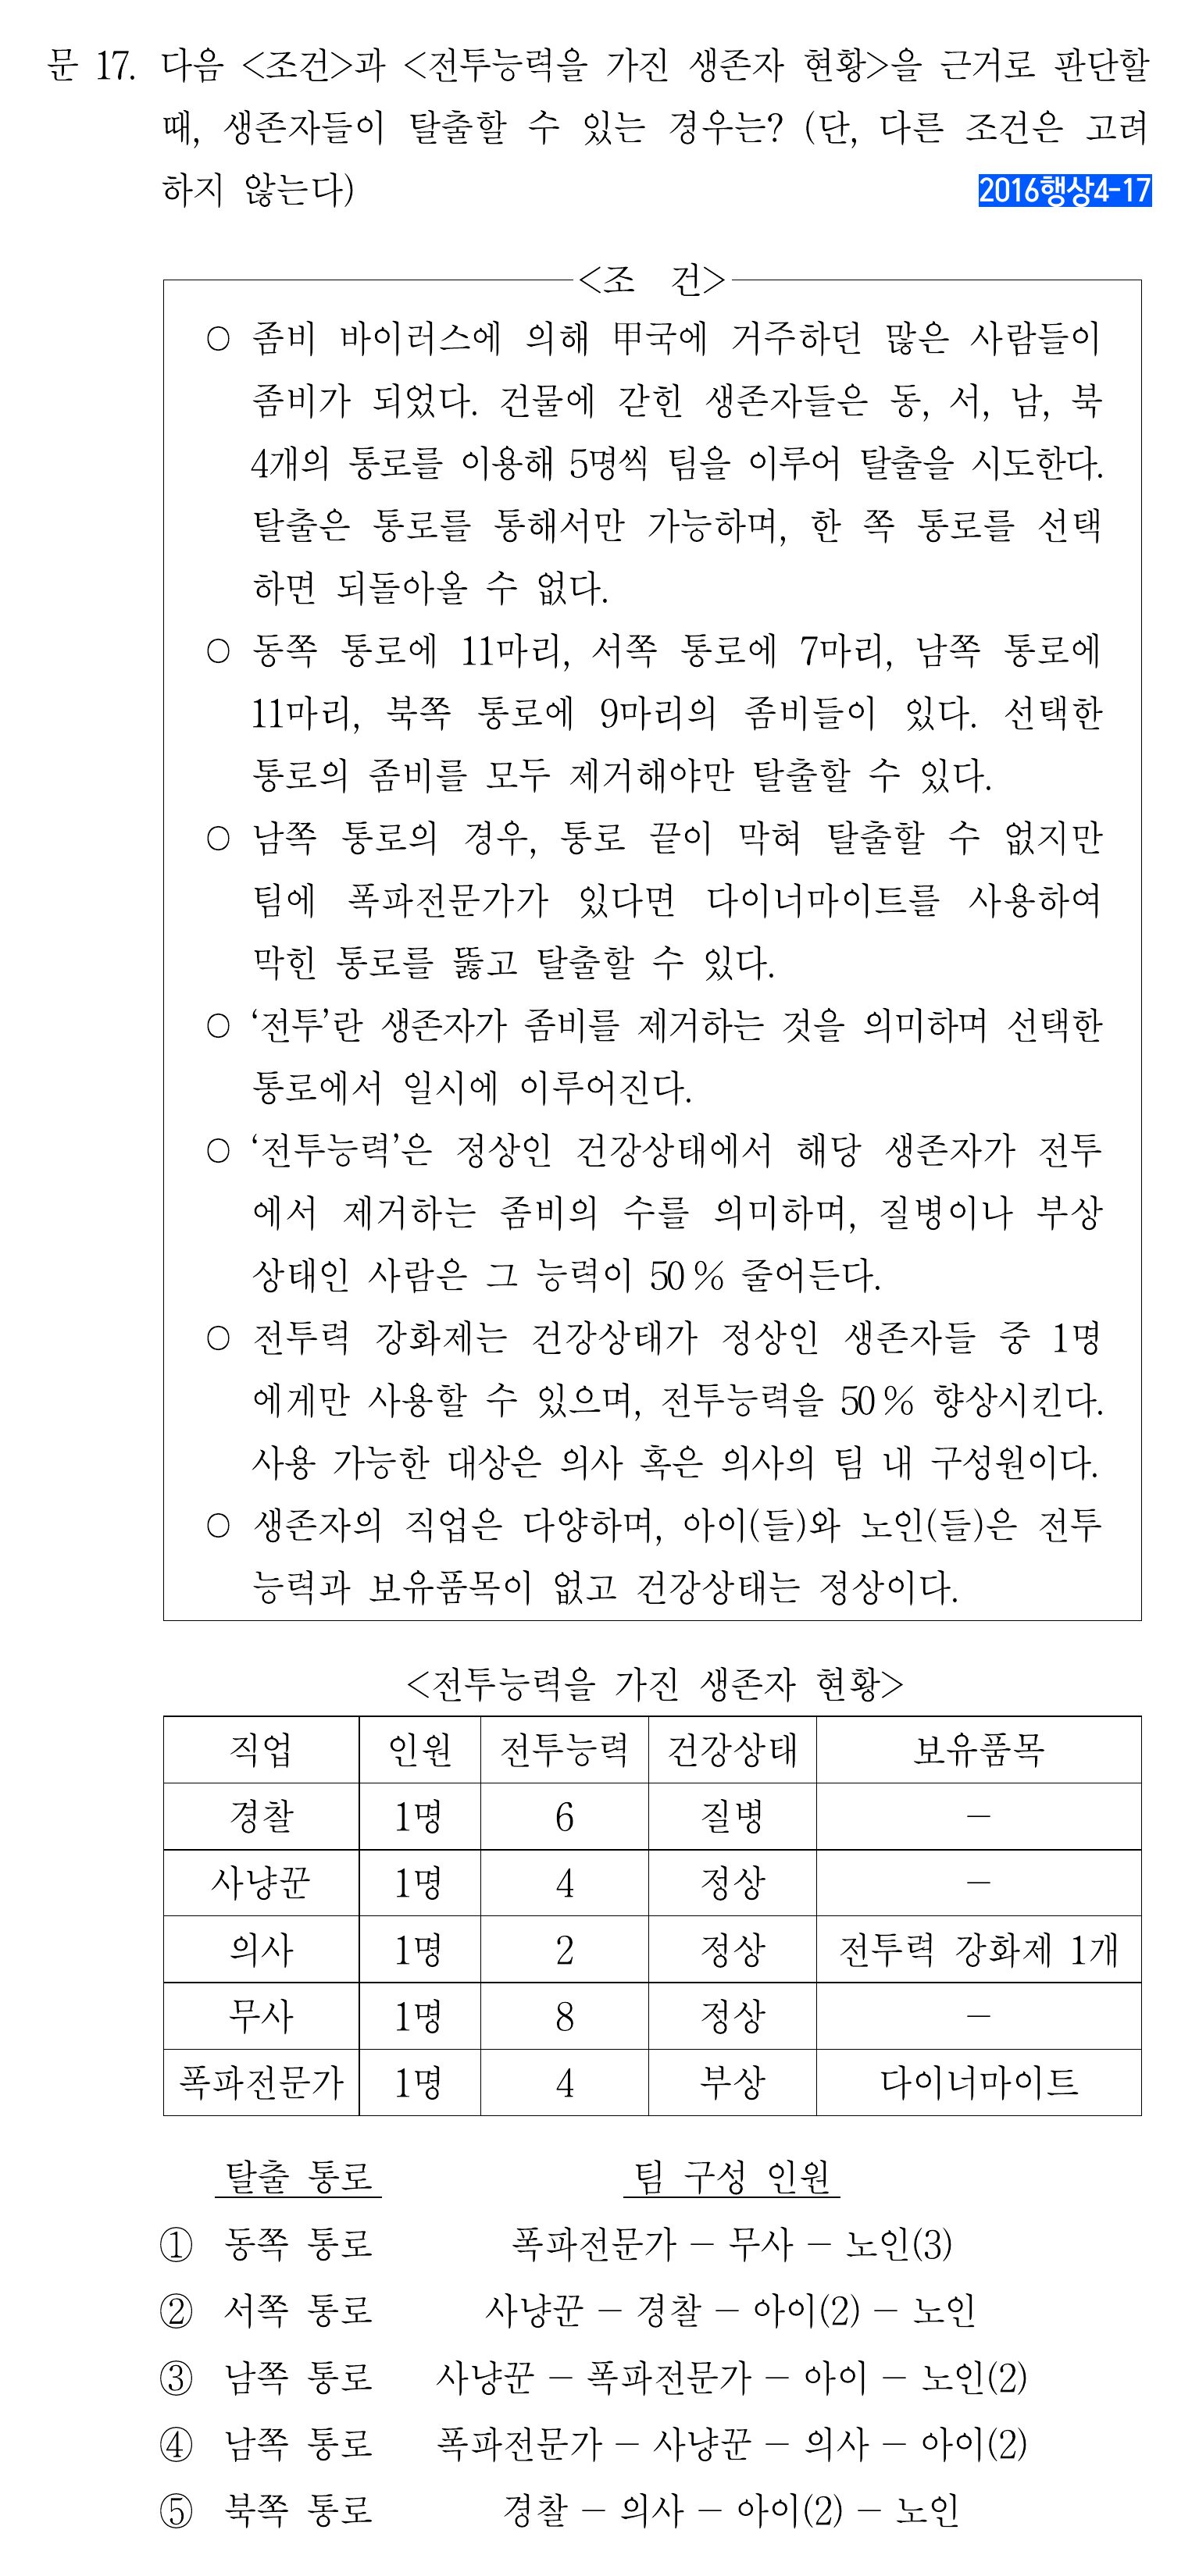 문 17. 다음 <조건>과 <전투능력을 가진 생존자 현황>을 근거로 판단할
때, 생존자들이 탈출할 수 있는 경우는? (단, 다른 조건은 고려
하지 않는다)
2016행상4-17
<조 건>
○ 좀비 바이러스에 의해 甲국에 거주하던 많은 사람들이
좀비가 되었다. 건물에 갇힌 생존자들은 동, 서, 남, 북
4개의 통로를 이용해 5명씩 팀을 이루어 탈출을 시도한다.
탈출은 통로를 통해서만 가능하며, 한 쪽 통로를 선택
하면 되돌아올 수 없다.
○ 동쪽 통로에 11마리, 서쪽 통로에 7마리, 남쪽 통로에
11마리, 북쪽 통로에 9마리의 좀비들이 있다. 선택한
통로의 좀비를 모두 제거해야만 탈출할 수 있다.
○ 남쪽 통로의 경우, 통로 끝이 막혀 탈출할 수 없지만
팀에 폭파전문가가 있다면 다이너마이트를 사용하여
막힌 통로를 뚫고 탈출할 수 있다.
○ ‘전투’란 생존자가 좀비를 제거하는 것을 의미하며 선택한
통로에서 일시에 이루어진다.
○ ‘전투능력’은 정상인 건강상태에서 해당 생존자가 전투
에서 제거하는 좀비의 수를 의미하며, 질병이나 부상
상태인 사람은 그 능력이 50% 줄어든다.
○ 전투력 강화제는 건강상태가 정상인 생존자들 중 1명
에게만 사용할 수 있으며, 전투능력을 50% 향상시킨다.
사용 가능한 대상은 의사 혹은 의사의 팀 내 구성원이다.
○ 생존자의 직업은 다양하며, 아이(들)와 노인(들)은 전투
능력과 보유품목이 없고 건강상태는 정상이다.
<전투능력을 가진 생존자 현황>
직업 인원 전투능력 건강상태 보유품목
경찰 1명 6 질병 -
사냥꾼 1명 4 정상 -
의사 1명 2 정상 전투력 강화제 1개
무사 1명 8 정상 -
폭파전문가 1명 4 부상 다이너마이트
탈출 통로 팀 구성 인원
① 동쪽 통로 폭파전문가 - 무사 - 노인(3)
② 서쪽 통로 사냥꾼 - 경찰 - 아이(2) - 노인
③ 남쪽 통로 사냥꾼 - 폭파전문가 - 아이 - 노인(2)
④ 남쪽 통로 폭파전문가 - 사냥꾼 - 의사 - 아이(2)
⑤ 북쪽 통로 경찰 - 의사 - 아이(2) - 노인